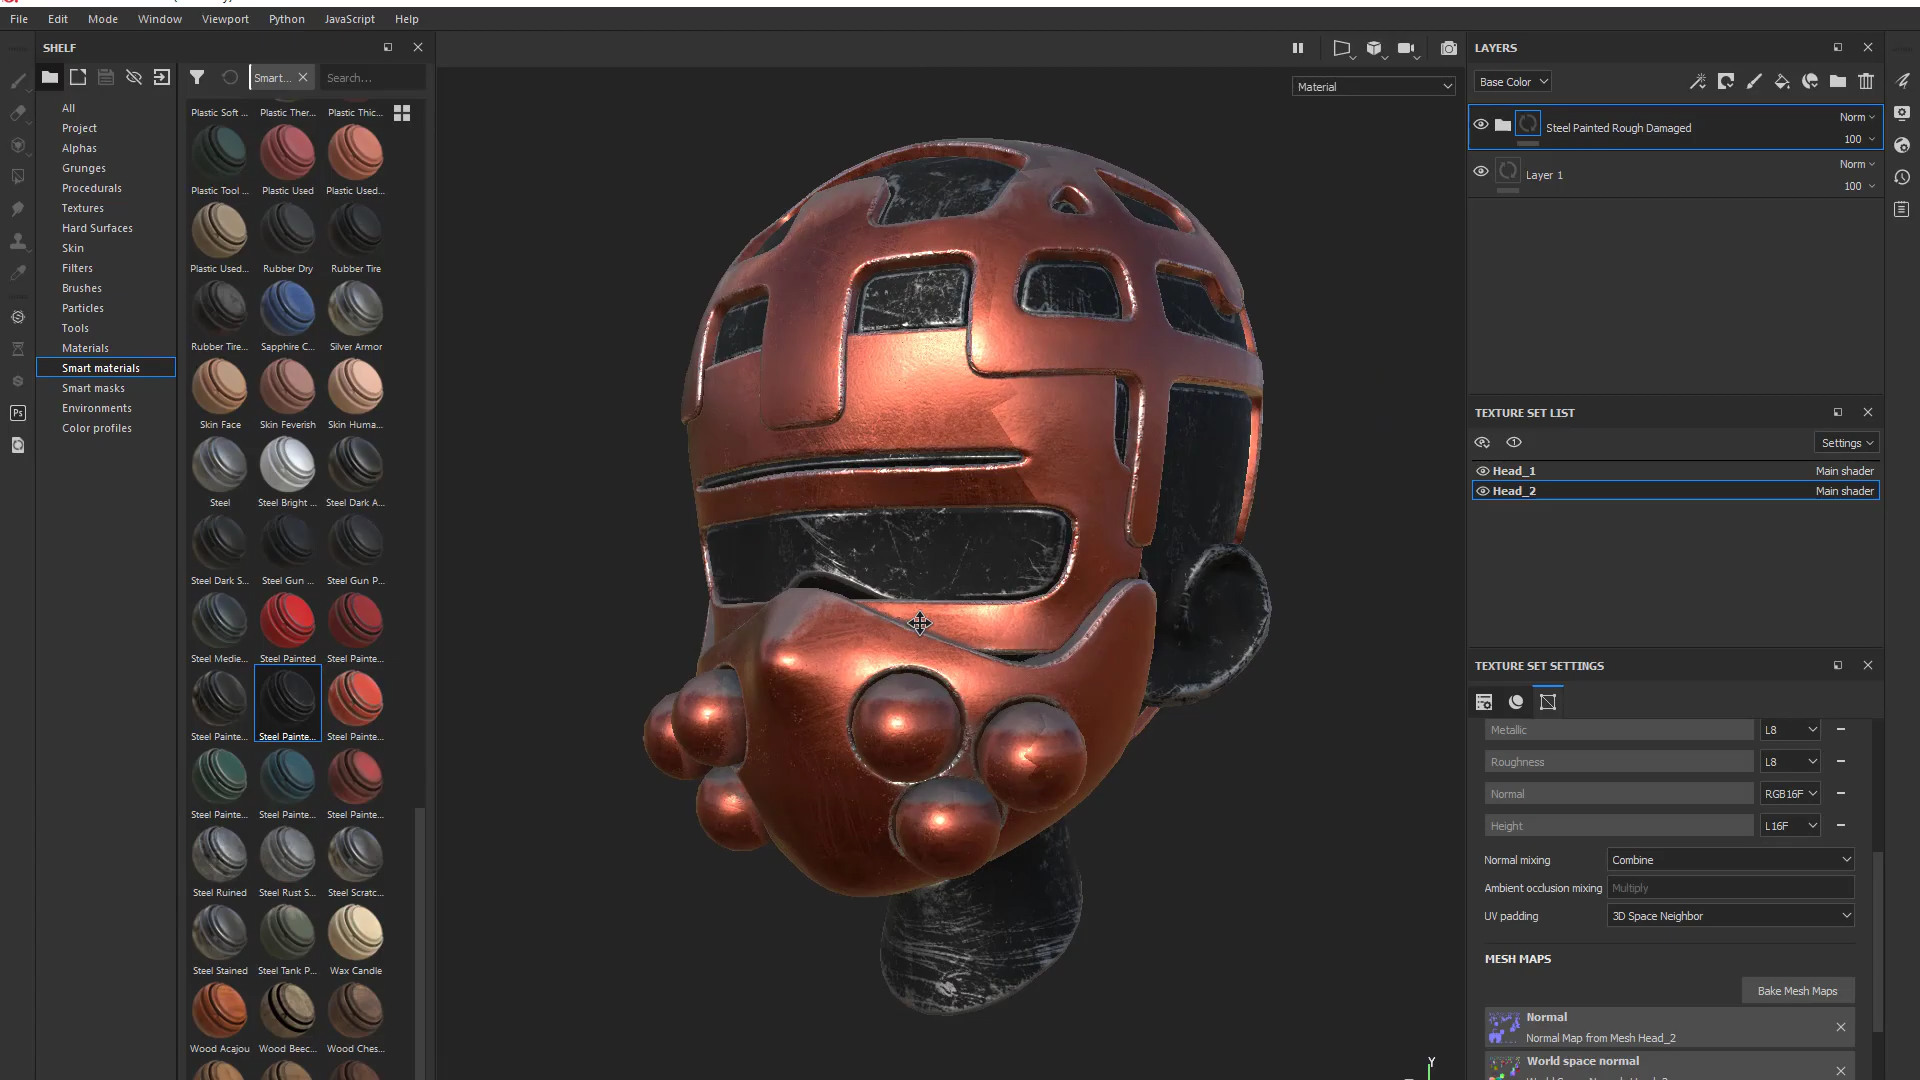 File Edit Mode Window Viewport Python JavaScript Help
SHELF
Smart... Search...
All
Project
Alphas
Grunges
Procedurals
Textures
Hard Surfaces
Skin
Filters
Brushes
Particles
Tools
Materials
Smart materials
Smart masks
Environments
Color profiles
Plastic Soft ... Plastic Ther... Plastic Thic...
Plastic Tool ... Plastic Used Plastic Used...
Plastic Used... Rubber Dry Rubber Tire
Rubber Tire... Sapphire C... Silver Armor
Skin Face Skin Feverish Skin Huma...
Steel Steel Bright ... Steel Dark A...
Steel Dark S... Steel Gun ... Steel Gun P...
Steel Medie... Steel Painted Steel Painte...
Steel Painte... Steel Painte... Steel Painte...
Steel Painte... Steel Painte... Steel Painte...
Steel Ruined Steel Rust S... Steel Scratc...
Steel Stained Steel Tank P... Wax Candle
Wood Acajou Wood Beec... Wood Ches...
Ps
Material
Y
LAYERS
Base Color
Steel Painted Rough Damaged Norm
100
Layer 1 Norm
100
TEXTURE SET LIST
Settings
Head_1 Main shader
Head_2 Main shader
TEXTURE SET SETTINGS
Metallic L8
Roughness L8
Normal RGB16F
Height L16F
Normal mixing Combine
Ambient occlusion mixing Multiply
UV padding 3D Space Neighbor
MESH MAPS
Bake Mesh Maps
Normal
Normal Map from Mesh Head_2
World space normal